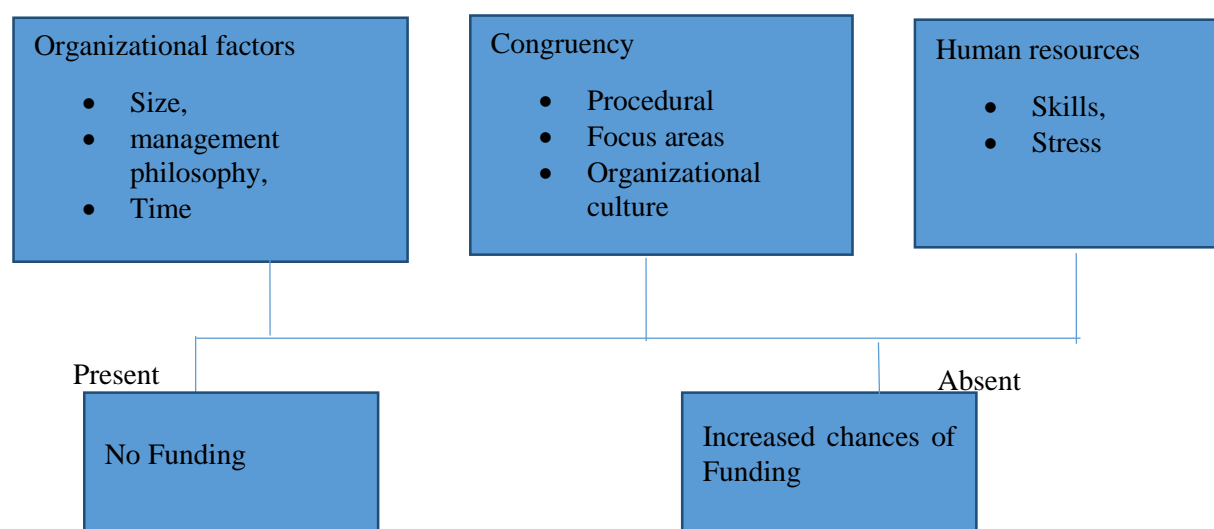 Organizational factors
• Size,
• management
philosophy,
• Time
Congruency
• Procedural
• Focus areas
• Organizational
culture
Human resources
• Skills,
• Stress
Present
Absent
No Funding
Increased chances of
Funding